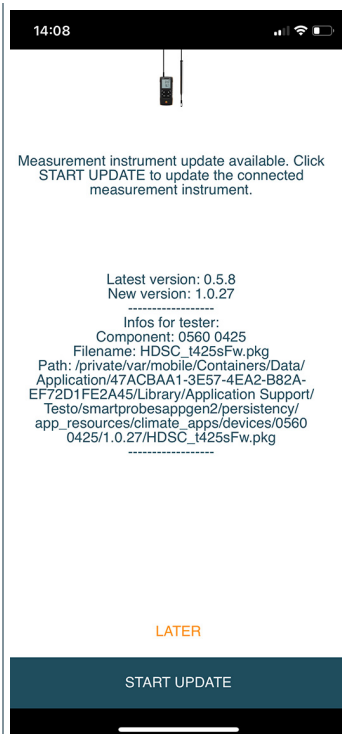 14:08
Measurement instrument update available. Click
START UPDATE to update the connected
measurement instrument.
Latest version: 0.5.8
New version: 1.0.27
------------------
Infos for tester:
Component: 0560 0425
Filename: HDSC_t425sFw.pkg
Path: /private/var/mobile/Containers/Data/
Application/47ACBAA1-3E57-4EA2-B82A-
EF72D1FE2A45/Library/Application Support/
Testo/smartprobesappgen2/persistency/
app_resources/climate_apps/devices/0560
0425/1.0.27/HDSC_t425sFw.pkg
------------------
LATER
START UPDATE